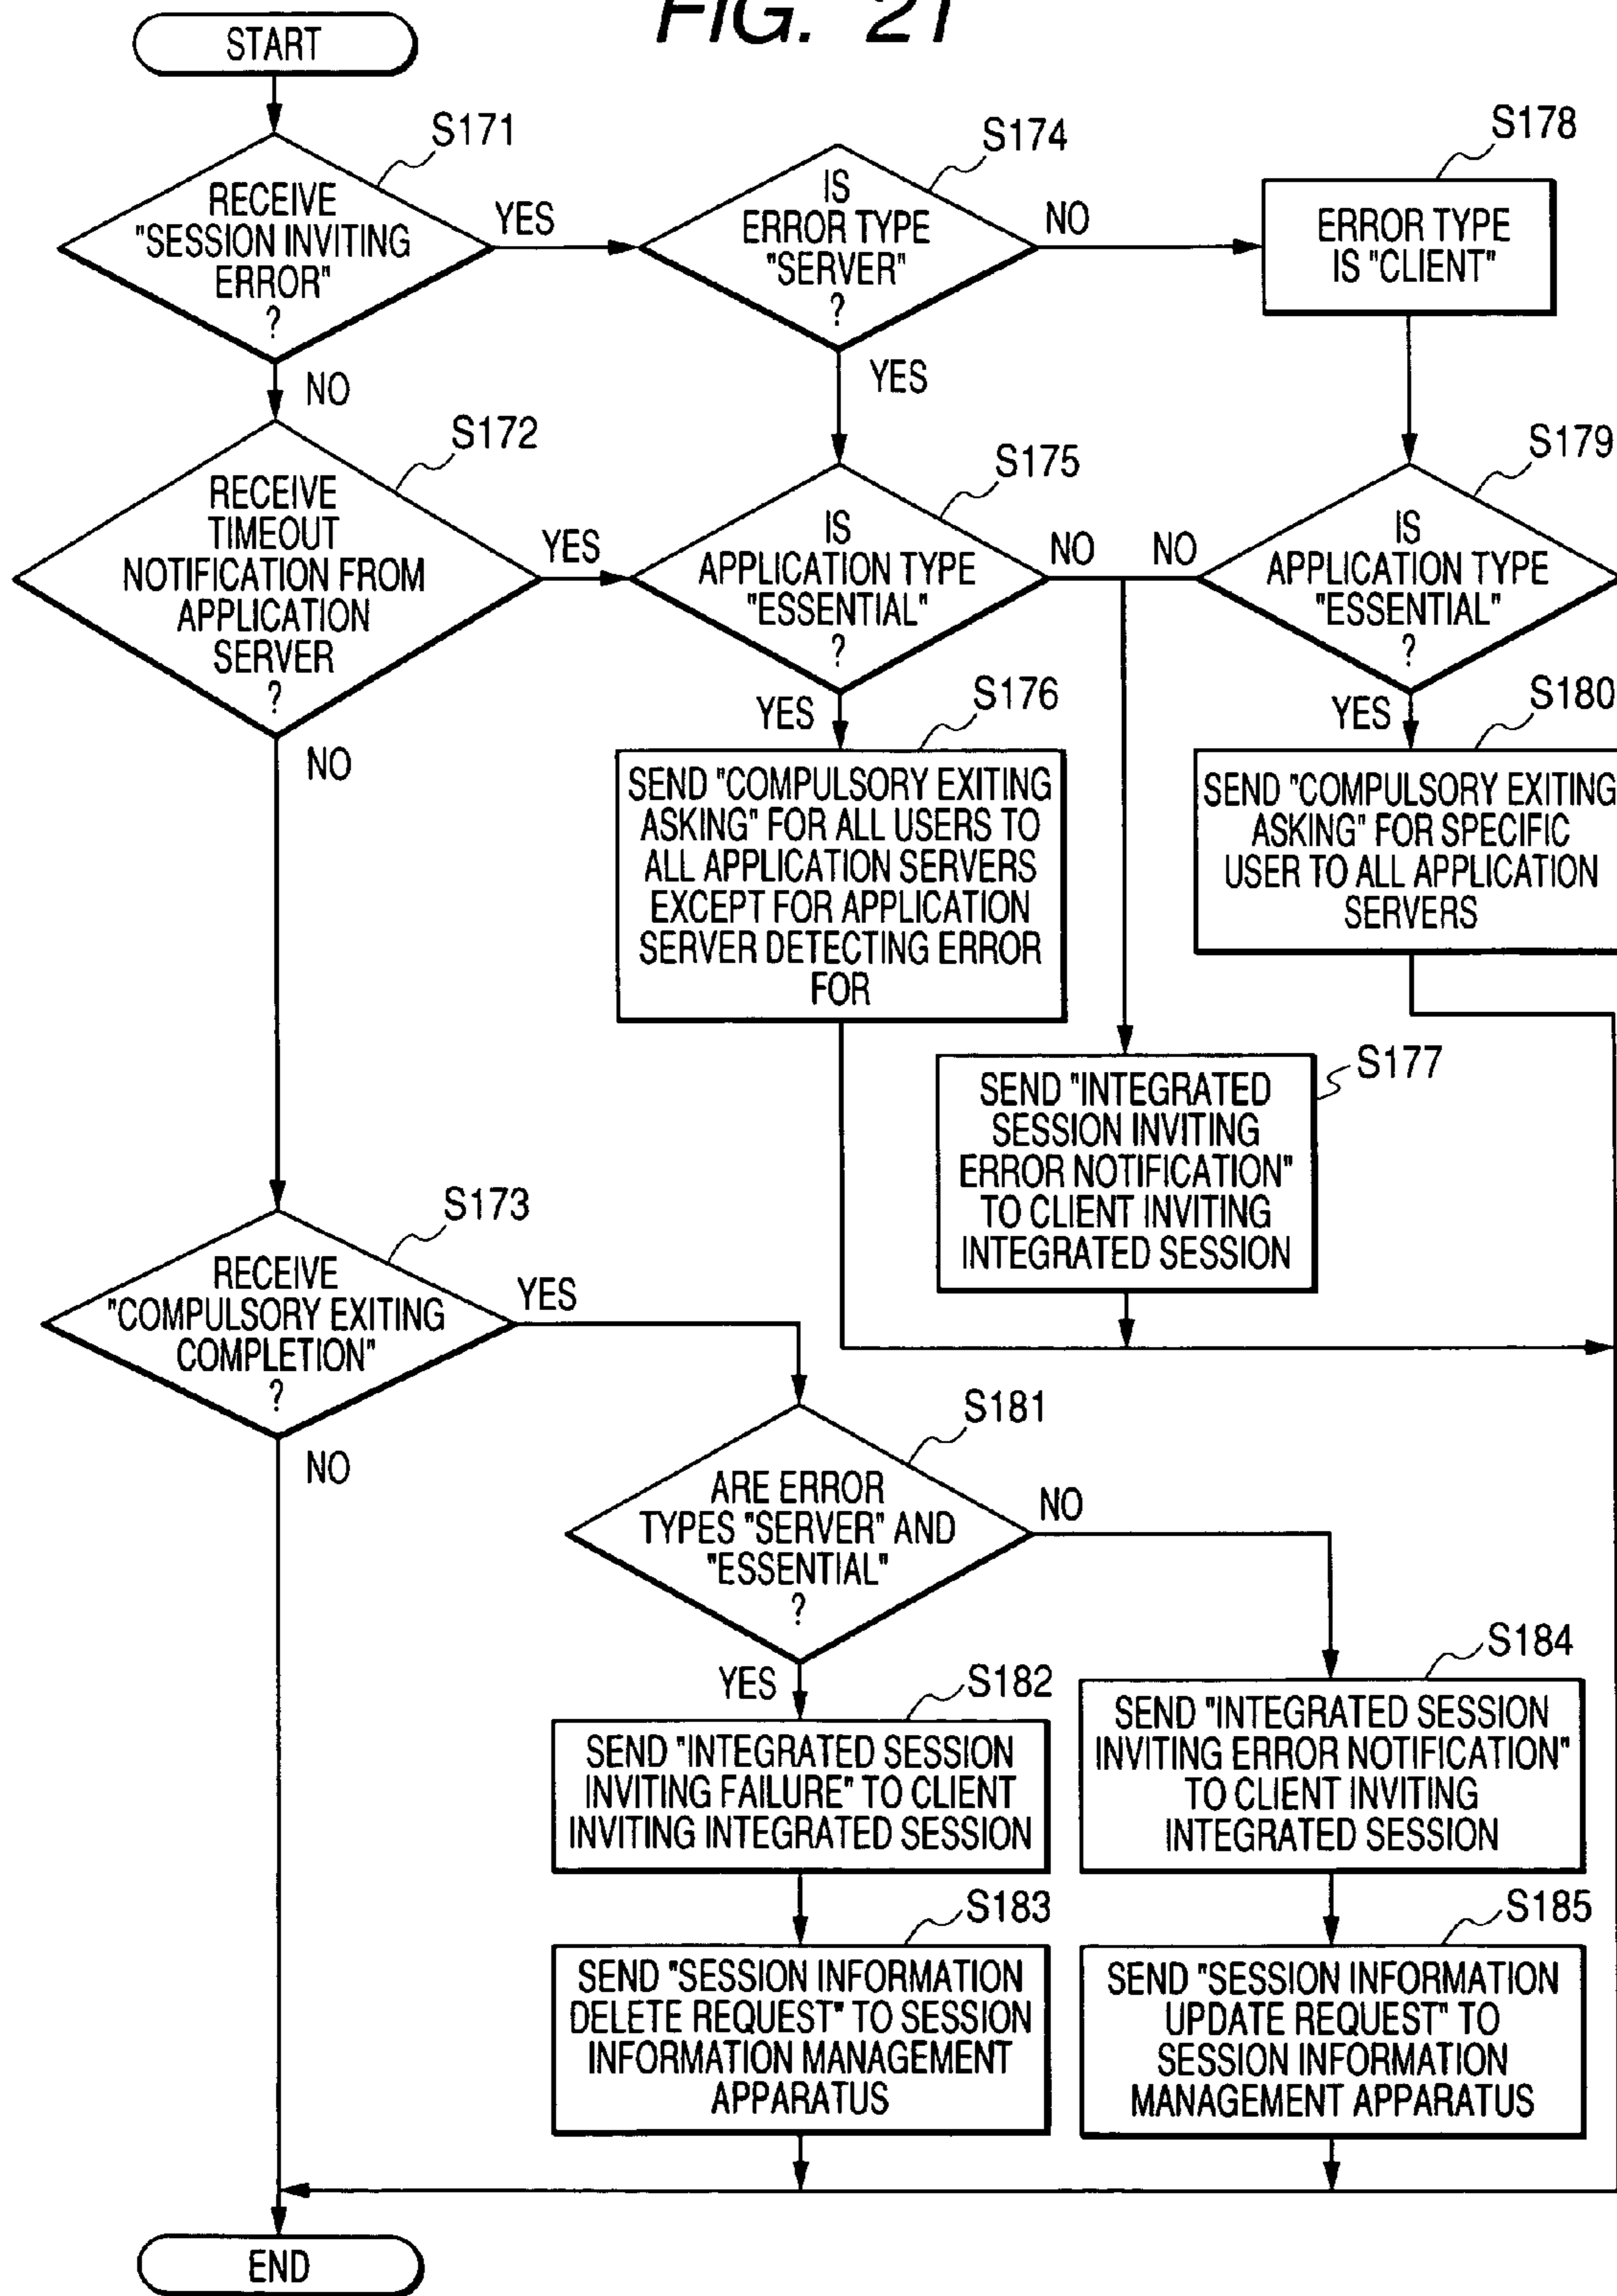 FIG. 21
START
S171
RECEIVE
"SESSION INVITING
ERROR"
?
YES
NO
S174
IS
ERROR TYPE
"SERVER"
?
NO
YES
S178
ERROR TYPE
IS "CLIENT"
S172
RECEIVE
TIMEOUT
NOTIFICATION FROM
APPLICATION
SERVER
?
YES
NO
S175
IS
APPLICATION TYPE
"ESSENTIAL"
?
NO
YES
S179
IS
APPLICATION TYPE
"ESSENTIAL"
?
NO
YES
S176
SEND "COMPULSORY EXITING
ASKING" FOR ALL USERS TO
ALL APPLICATION SERVERS
EXCEPT FOR APPLICATION
SERVER DETECTING ERROR
FOR
S180
SEND "COMPULSORY EXITING
ASKING" FOR SPECIFIC
USER TO ALL APPLICATION
SERVERS
S177
SEND "INTEGRATED
SESSION INVITING
ERROR NOTIFICATION"
TO CLIENT INVITING
INTEGRATED SESSION
S173
RECEIVE
"COMPULSORY EXITING
COMPLETION"
?
YES
NO
S181
ARE ERROR
TYPES "SERVER" AND
"ESSENTIAL"
?
NO
YES
S182
SEND "INTEGRATED SESSION
INVITING FAILURE" TO CLIENT
INVITING INTEGRATED SESSION
S184
SEND "INTEGRATED SESSION
INVITING ERROR NOTIFICATION"
TO CLIENT INVITING
INTEGRATED SESSION
S183
SEND "SESSION INFORMATION
DELETE REQUEST" TO SESSION
INFORMATION MANAGEMENT
APPARATUS
S185
SEND "SESSION INFORMATION
UPDATE REQUEST" TO
SESSION INFORMATION
MANAGEMENT APPARATUS
END